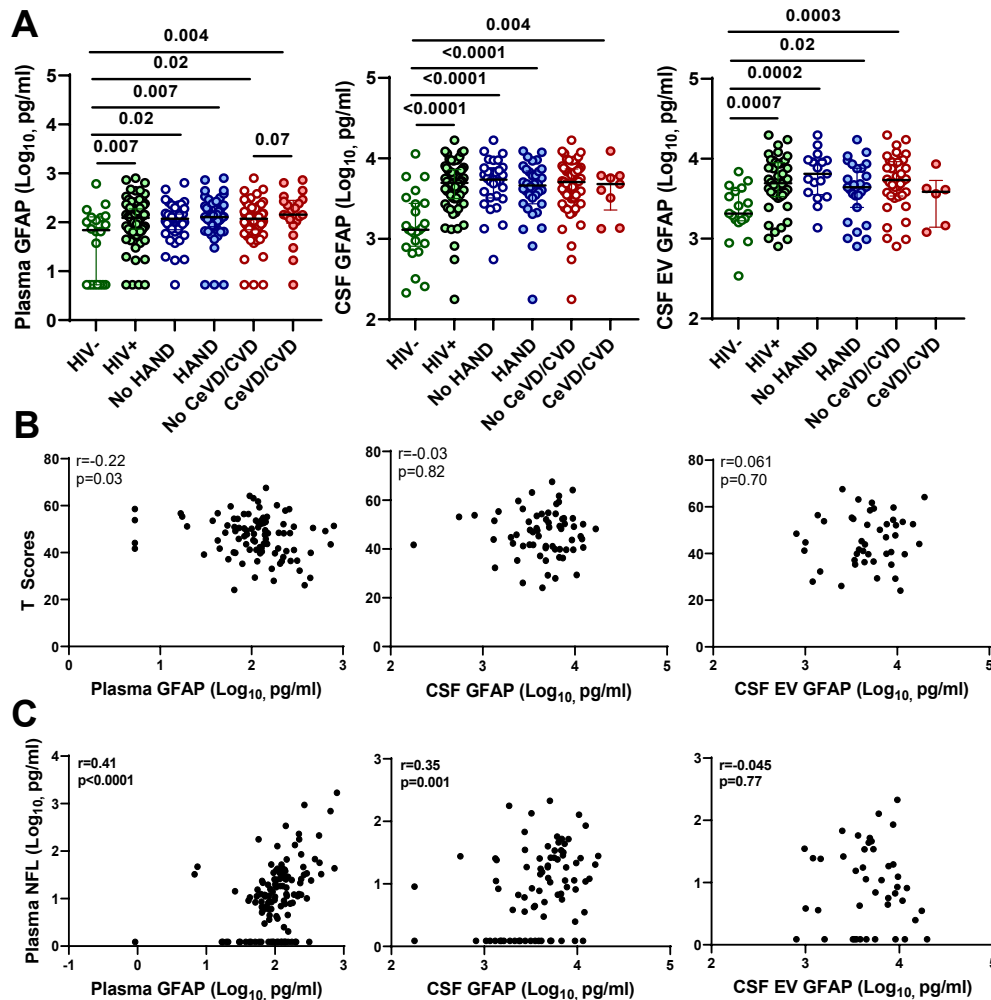 A
0.004
0.02
0.007
0.02
0.007
0.07
Plasma GFAP (Log10, pg/ml)
5
4
3
2
1
0
HIV-
HIV+
No HAND
HAND
No CeVD/CVD
CeVD/CVD
0.004
<0.0001
<0.0001
<0.0001
CSF GFAP (Log10, pg/ml)
5
4
3
2
HIV-
HIV+
No HAND
HAND
No CeVD/CVD
CeVD/CVD
0.0003
0.02
0.0002
0.0007
CSF EV GFAP (Log10, pg/ml)
5
4
3
2
HIV-
HIV+
No HAND
HAND
No CeVD/CVD
CeVD/CVD
B
r=-0.22
p=0.03
T Scores
80
60
40
20
0
0 1 2 3
Plasma GFAP (Log10, pg/ml)
r=-0.03
p=0.82
80
60
40
20
0
2 3 4 5
CSF GFAP (Log10, pg/ml)
r=0.061
p=0.70
80
60
40
20
0
2 3 4 5
CSF EV GFAP (Log10, pg/ml)
C
r=0.41
p<0.0001
Plasma NFL (Log10, pg/ml)
4
3
2
1
0
-1 0 1 2 3
Plasma GFAP (Log10, pg/ml)
r=0.35
p=0.001
3
2
1
0
2 3 4 5
CSF GFAP (Log10, pg/ml)
r=-0.045
p=0.77
3
2
1
0
2 3 4 5
CSF EV GFAP (Log10, pg/ml)